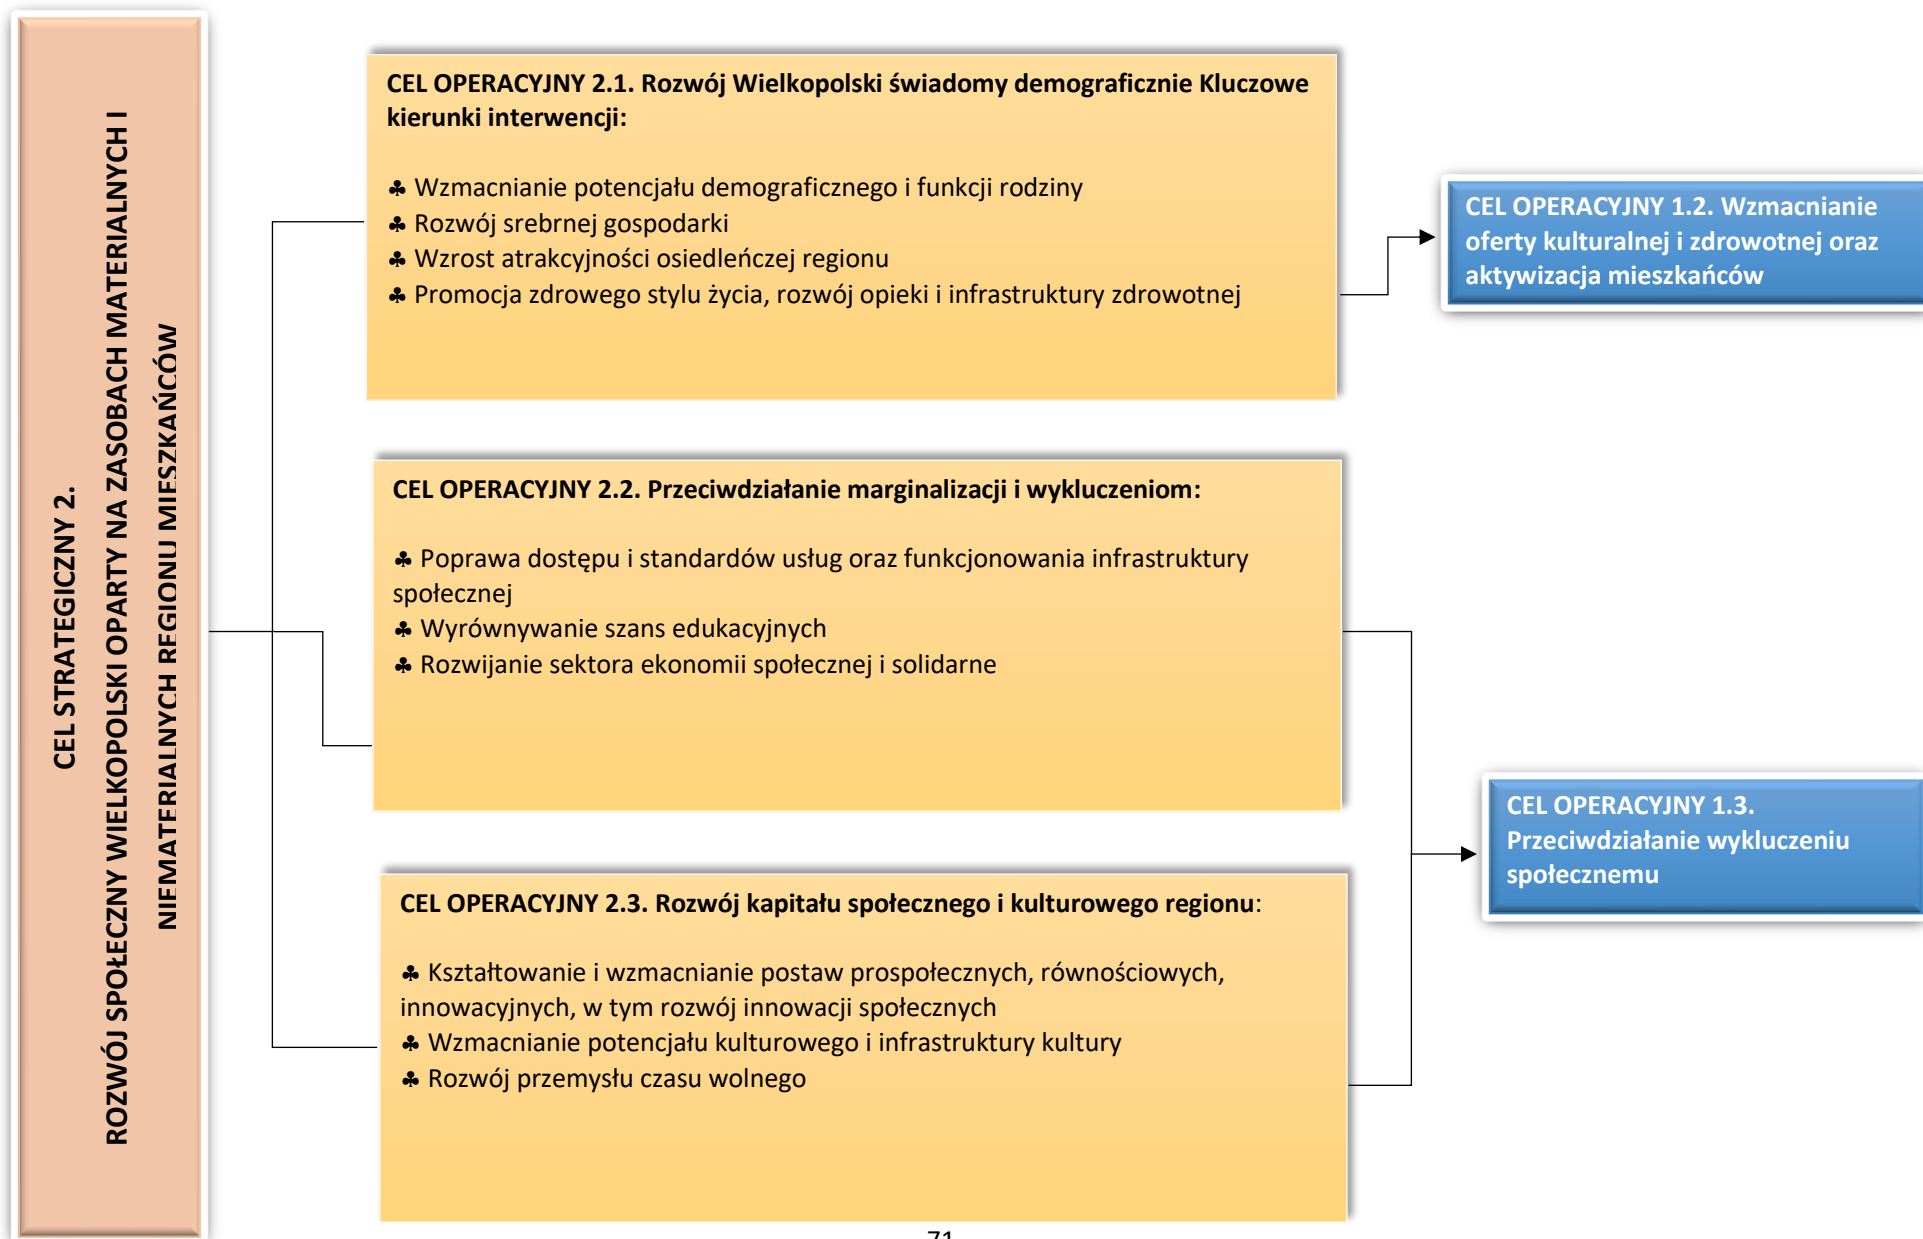 CEL STRATEGICZNY 2.
ROZWÓJ SPOŁECZNY WIELKOPOLSKI OPARTY NA ZASOBACH MATERIALNYCH I
NIEMATERIALNYCH REGIONU MIESZKAŃCÓW
CEL OPERACYJNY 2.1. Rozwój Wielkopolski świadomy demograficznie Kluczowe
kierunki interwencji:
♣ Wzmacnianie potencjału demograficznego i funkcji rodziny
♣ Rozwój srebrnej gospodarki
♣ Wzrost atrakcyjności osiedleńczej regionu
♣ Promocja zdrowego stylu życia, rozwój opieki i infrastruktury zdrowotnej
CEL OPERACYJNY 1.2. Wzmacnianie
oferty kulturalnej i zdrowotnej oraz
aktywizacja mieszkańców
CEL OPERACYJNY 2.2. Przeciwdziałanie marginalizacji i wykluczeniom:
♣ Poprawa dostępu i standardów usług oraz funkcjonowania infrastruktury
społecznej
♣ Wyrównywanie szans edukacyjnych
♣ Rozwijanie sektora ekonomii społecznej i solidarne
CEL OPERACYJNY 1.3.
Przeciwdziałanie wykluczeniu
społecznemu
CEL OPERACYJNY 2.3. Rozwój kapitału społecznego i kulturowego regionu:
♣ Kształtowanie i wzmacnianie postaw prospołecznych, równościowych,
innowacyjnych, w tym rozwój innowacji społecznych
♣ Wzmacnianie potencjału kulturowego i infrastruktury kultury
♣ Rozwój przemysłu czasu wolnego
71